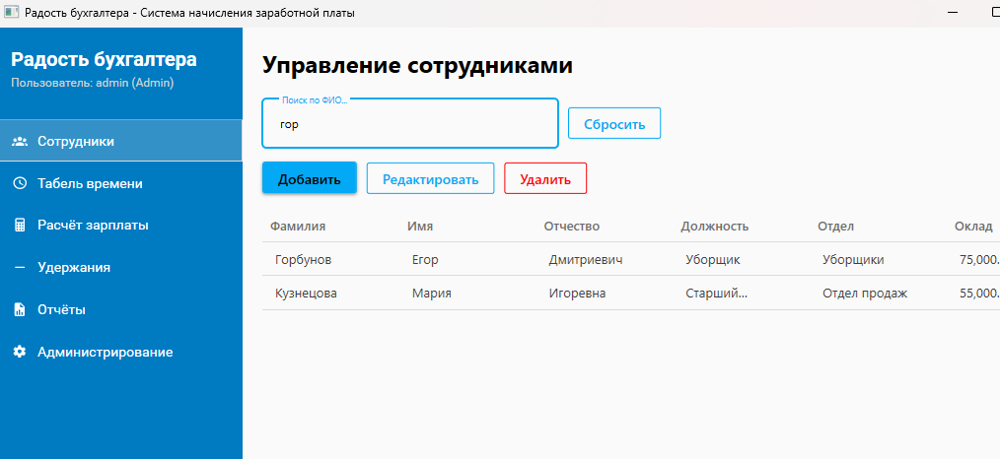 Радость бухгалтера - Система начисления заработной платы
Радость бухгалтера
Пользователь: admin (Admin)
Сотрудники
Табель времени
Расчёт зарплаты
Удержания
Отчёты
Администрирование
Управление сотрудниками
Поиск по ФИО...
гор
Сбросить
Добавить Редактировать Удалить
Фамилия Имя Отчество Должность Отдел Оклад
Горбунов Егор Дмитриевич Уборщик Уборщики 75,000.
Кузнецова Мария Игоревна Старший... Отдел продаж 55,000.